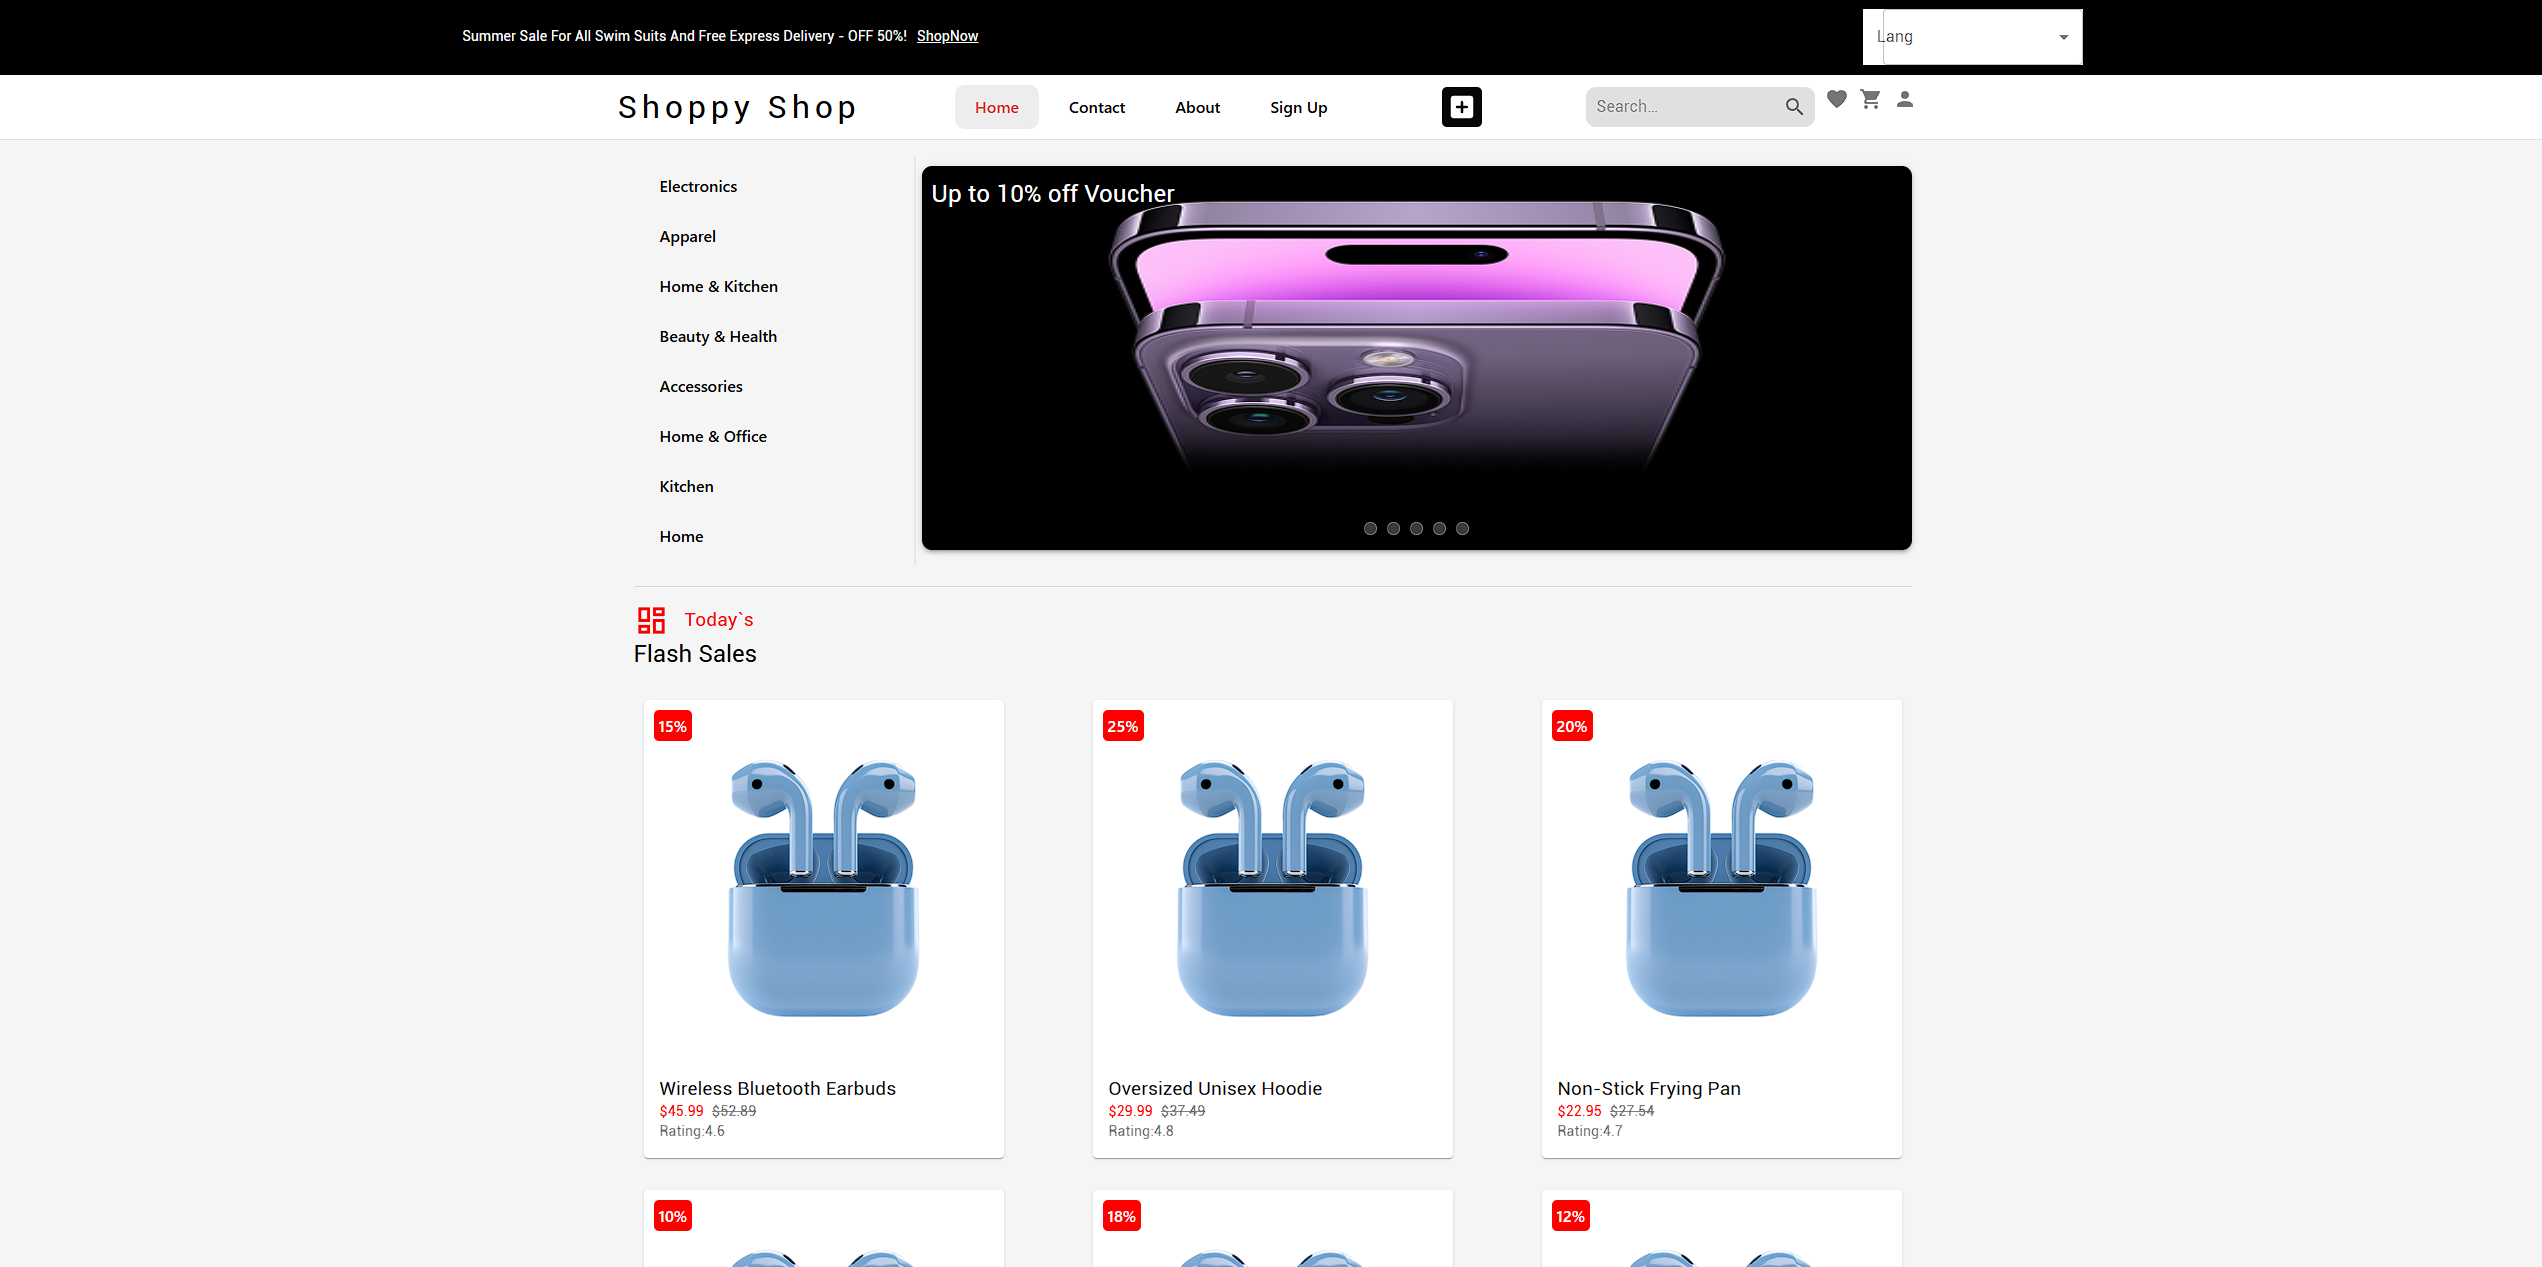 Summer Sale For All Swim Suits And Free Express Delivery - OFF 50%! ShopNow
Lang
Shoppy Shop
Home
Contact
About
Sign Up
Search...
Electronics
Apparel
Home & Kitchen
Beauty & Health
Accessories
Home & Office
Kitchen
Home
Up to 10% off Voucher
Today`s
Flash Sales
15%
Wireless Bluetooth Earbuds
$45.99 $52.89
Rating:4.6
25%
Oversized Unisex Hoodie
$29.99 $37.49
Rating:4.8
20%
Non-Stick Frying Pan
$22.95 $27.54
Rating:4.7
10%
18%
12%